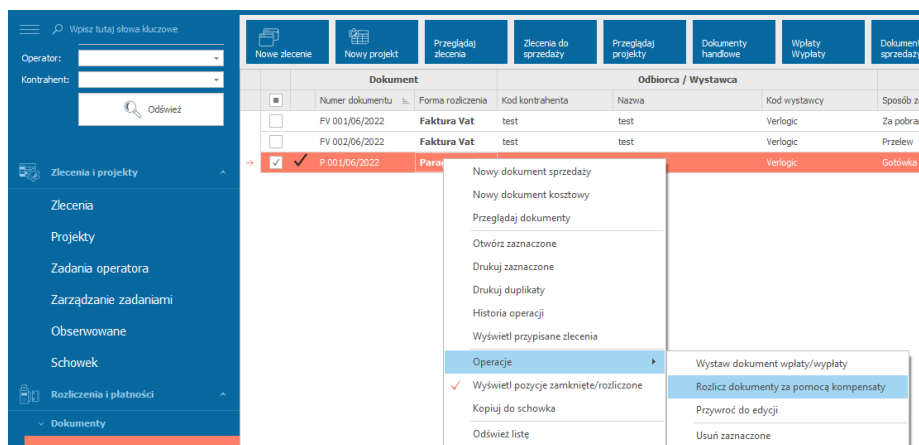 Wpisz tutaj słowa kluczowe
Operator:
Kontrahent:
Odśwież
Zlecenia i projekty
Zlecenia
Projekty
Zadania operatora
Zarządzanie zadaniami
Obserwowane
Schowek
Rozliczenia i płatności
Dokumenty
Nowe zlecenie
Nowy projekt
Przeglądaj
zlecenia
Zlecenia do
sprzedaży
Przeglądaj
projekty
Dokumenty
handlowe
Wpłaty
Wypłaty
Dokument
sprzedaży
Dokument
Odbiorca / Wystawca
Numer dokumentu Forma rozliczenia Kod kontrahenta Nazwa Kod wystawcy Sposób z
FV 001/06/2022 Faktura Vat test test Verlogic Za pobra
FV 002/06/2022 Faktura Vat test test Verlogic Przelew
P 001/06/2022 Para Verlogic Gotówka
Nowy dokument sprzedaży
Nowy dokument kosztowy
Przeglądaj dokumenty
Otwórz zaznaczone
Drukuj zaznaczone
Drukuj duplikaty
Historia operacji
Wyświetl przypisane zlecenia
Operacje
Wyświetl pozycje zamknięte/rozliczone
Kopiuj do schowka
Odśwież listę
Wystaw dokument wpłaty/wypłaty
Rozlicz dokumenty za pomocą kompensaty
Przywróć do edycji
Usuń zaznaczone